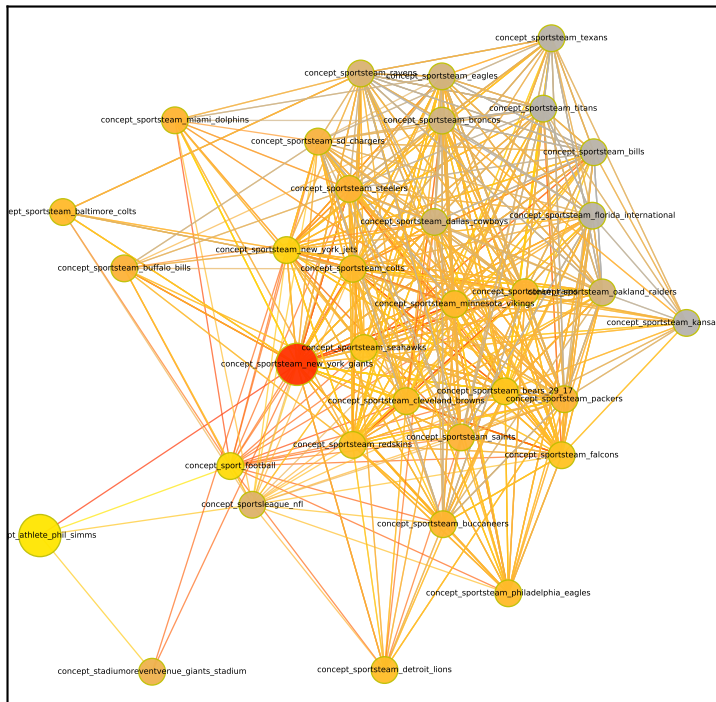 concept_sportsteam_texans
concept_sportsteam_ravens
concept_sportsteam_eagles
concept_sportsteam_titans
concept_sportsteam_miami_dolphins
concept_sportsteam_broncos
concept_sportsteam_sd_chargers
concept_sportsteam_bills
concept_sportsteam_steelers
ept_sportsteam_baltimore_colts
concept_sportsteam_florida_international
concept_sportsteam_dallas_cowboys
concept_sportsteam_new_york_jets
concept_sportsteam_buffalo_bills
concept_sportsteam_colts
concept_sportsteam_oakland_raiders
concept_sportsteam_minnesota_vikings
concept_sportsteam_kansa
concept_sportsteam_seahawks
concept_sportsteam_new_york_giants
concept_sportsteam_bears_29_17
concept_sportsteam_packers
concept_sportsteam_cleveland_browns
concept_sportsteam_saints
concept_sportsteam_redskins
concept_sportsteam_falcons
concept_sport_football
concept_sportsleague_nfl
concept_sportsteam_buccaneers
pt_athlete_phil_simms
concept_sportsteam_philadelphia_eagles
concept_stadiumoreventvenue_giants_stadium
concept_sportsteam_detroit_lions